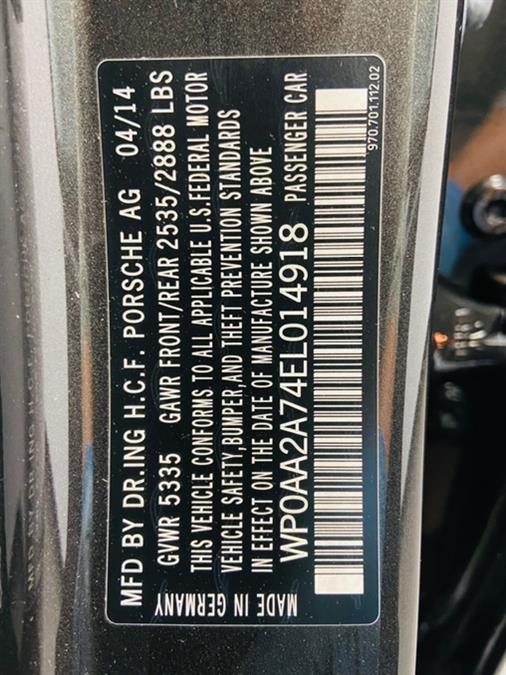 MFD BY DR.ING H.C.F. PORSCHE AG 04/14
GVWR 5335 GAWR FRONT/REAR 2535/2888 LBS
THIS VEHICLE CONFORMS TO ALL APPLICABLE U.S.FEDERAL MOTOR
VEHICLE SAFETY,BUMPER,AND THEFT PREVENTION STANDARDS
IN EFFECT ON THE DATE OF MANUFACTURE SHOWN ABOVE
MADE IN GERMANY
WP0AA2A74EL014918 PASSENGER CAR
970.701.112.02